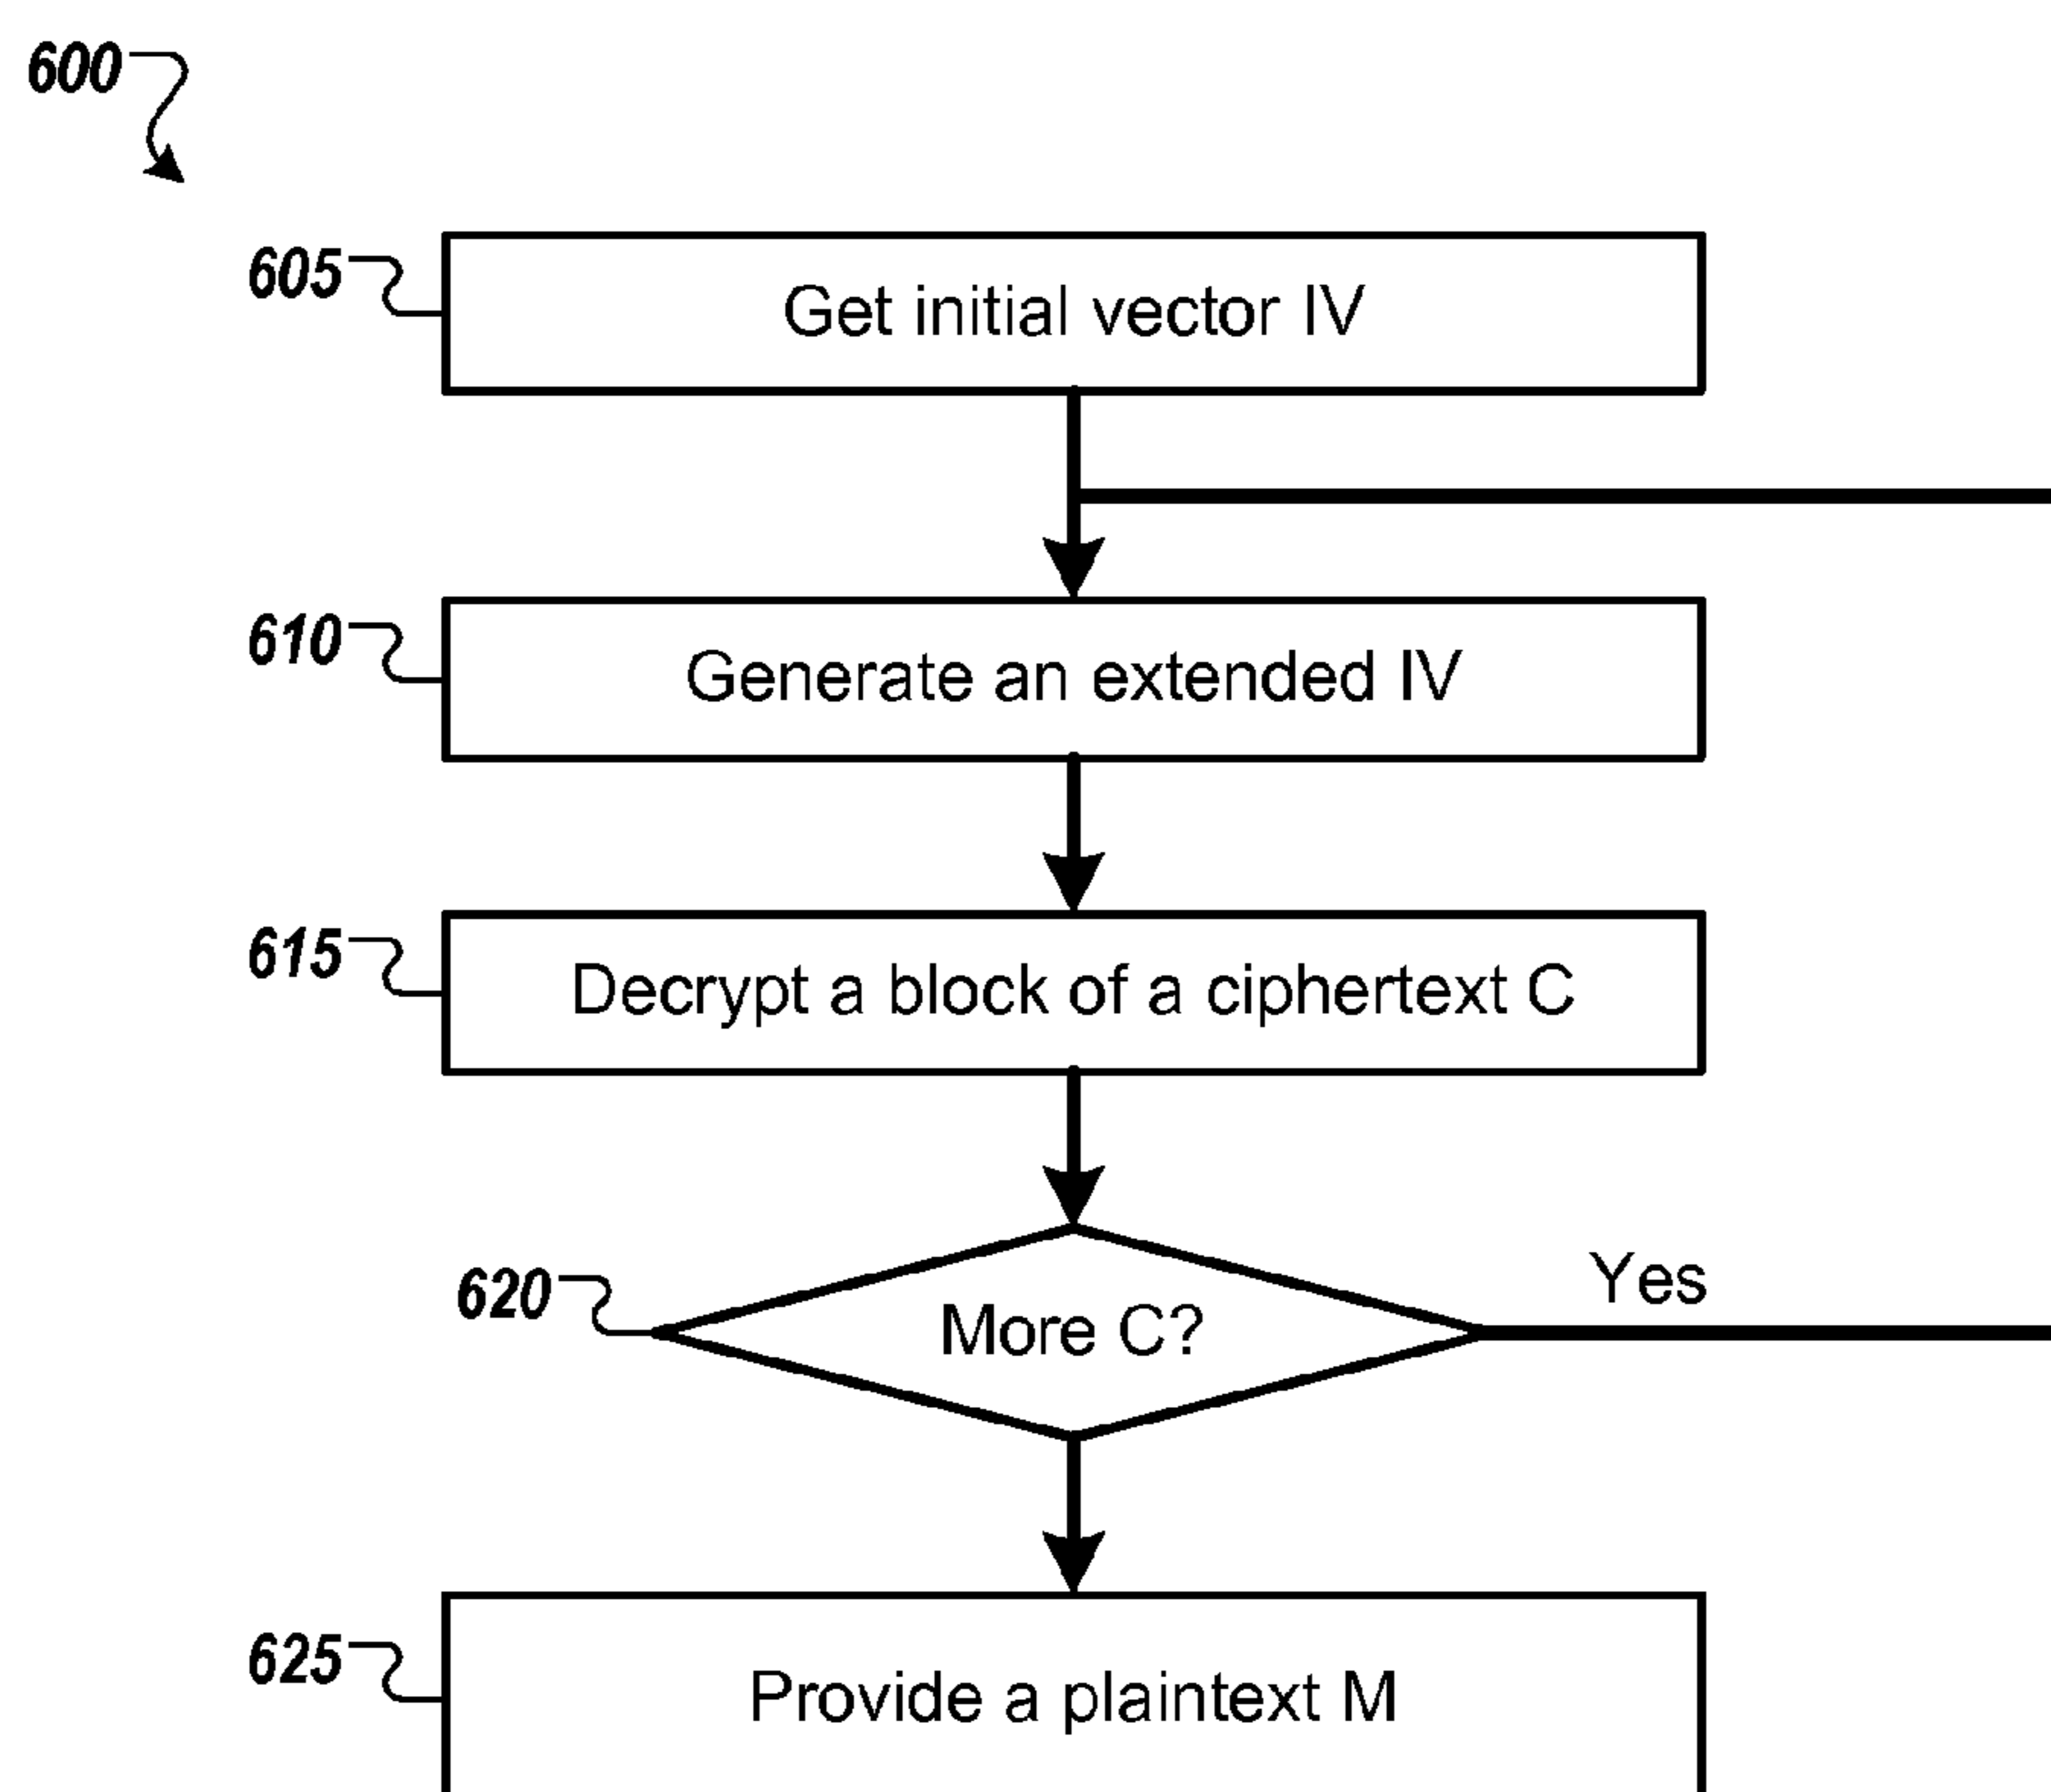 600
605
Get initial vector IV
610
Generate an extended IV
615
Decrypt a block of a ciphertext C
Yes
620
More C?
625
Provide a plaintext M